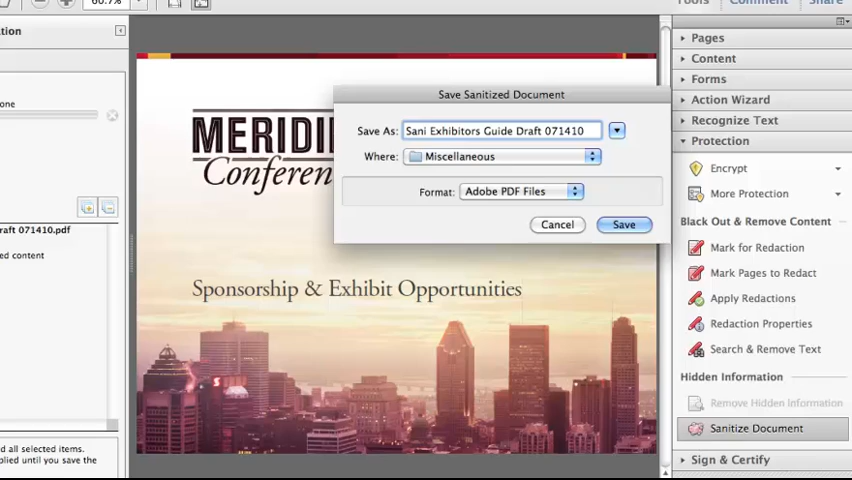 60.7%
Tools
Comment
Share
ation
one
raft 071410.pdf
ed content
d all selected items.
plied until you save the
MERIDI
Conferen
Sponsorship & Exhibit Opportunities
Save Sanitized Document
Save As: Sani Exhibitors Guide Draft 071410
Where: Miscellaneous
Format: Adobe PDF Files
Cancel
Save
Pages
Content
Forms
Action Wizard
Recognize Text
Protection
Encrypt
More Protection
Black Out & Remove Content
Mark for Redaction
Mark Pages to Redact
Apply Redactions
Redaction Properties
Search & Remove Text
Hidden Information
Remove Hidden Information
Sanitize Document
Sign & Certify